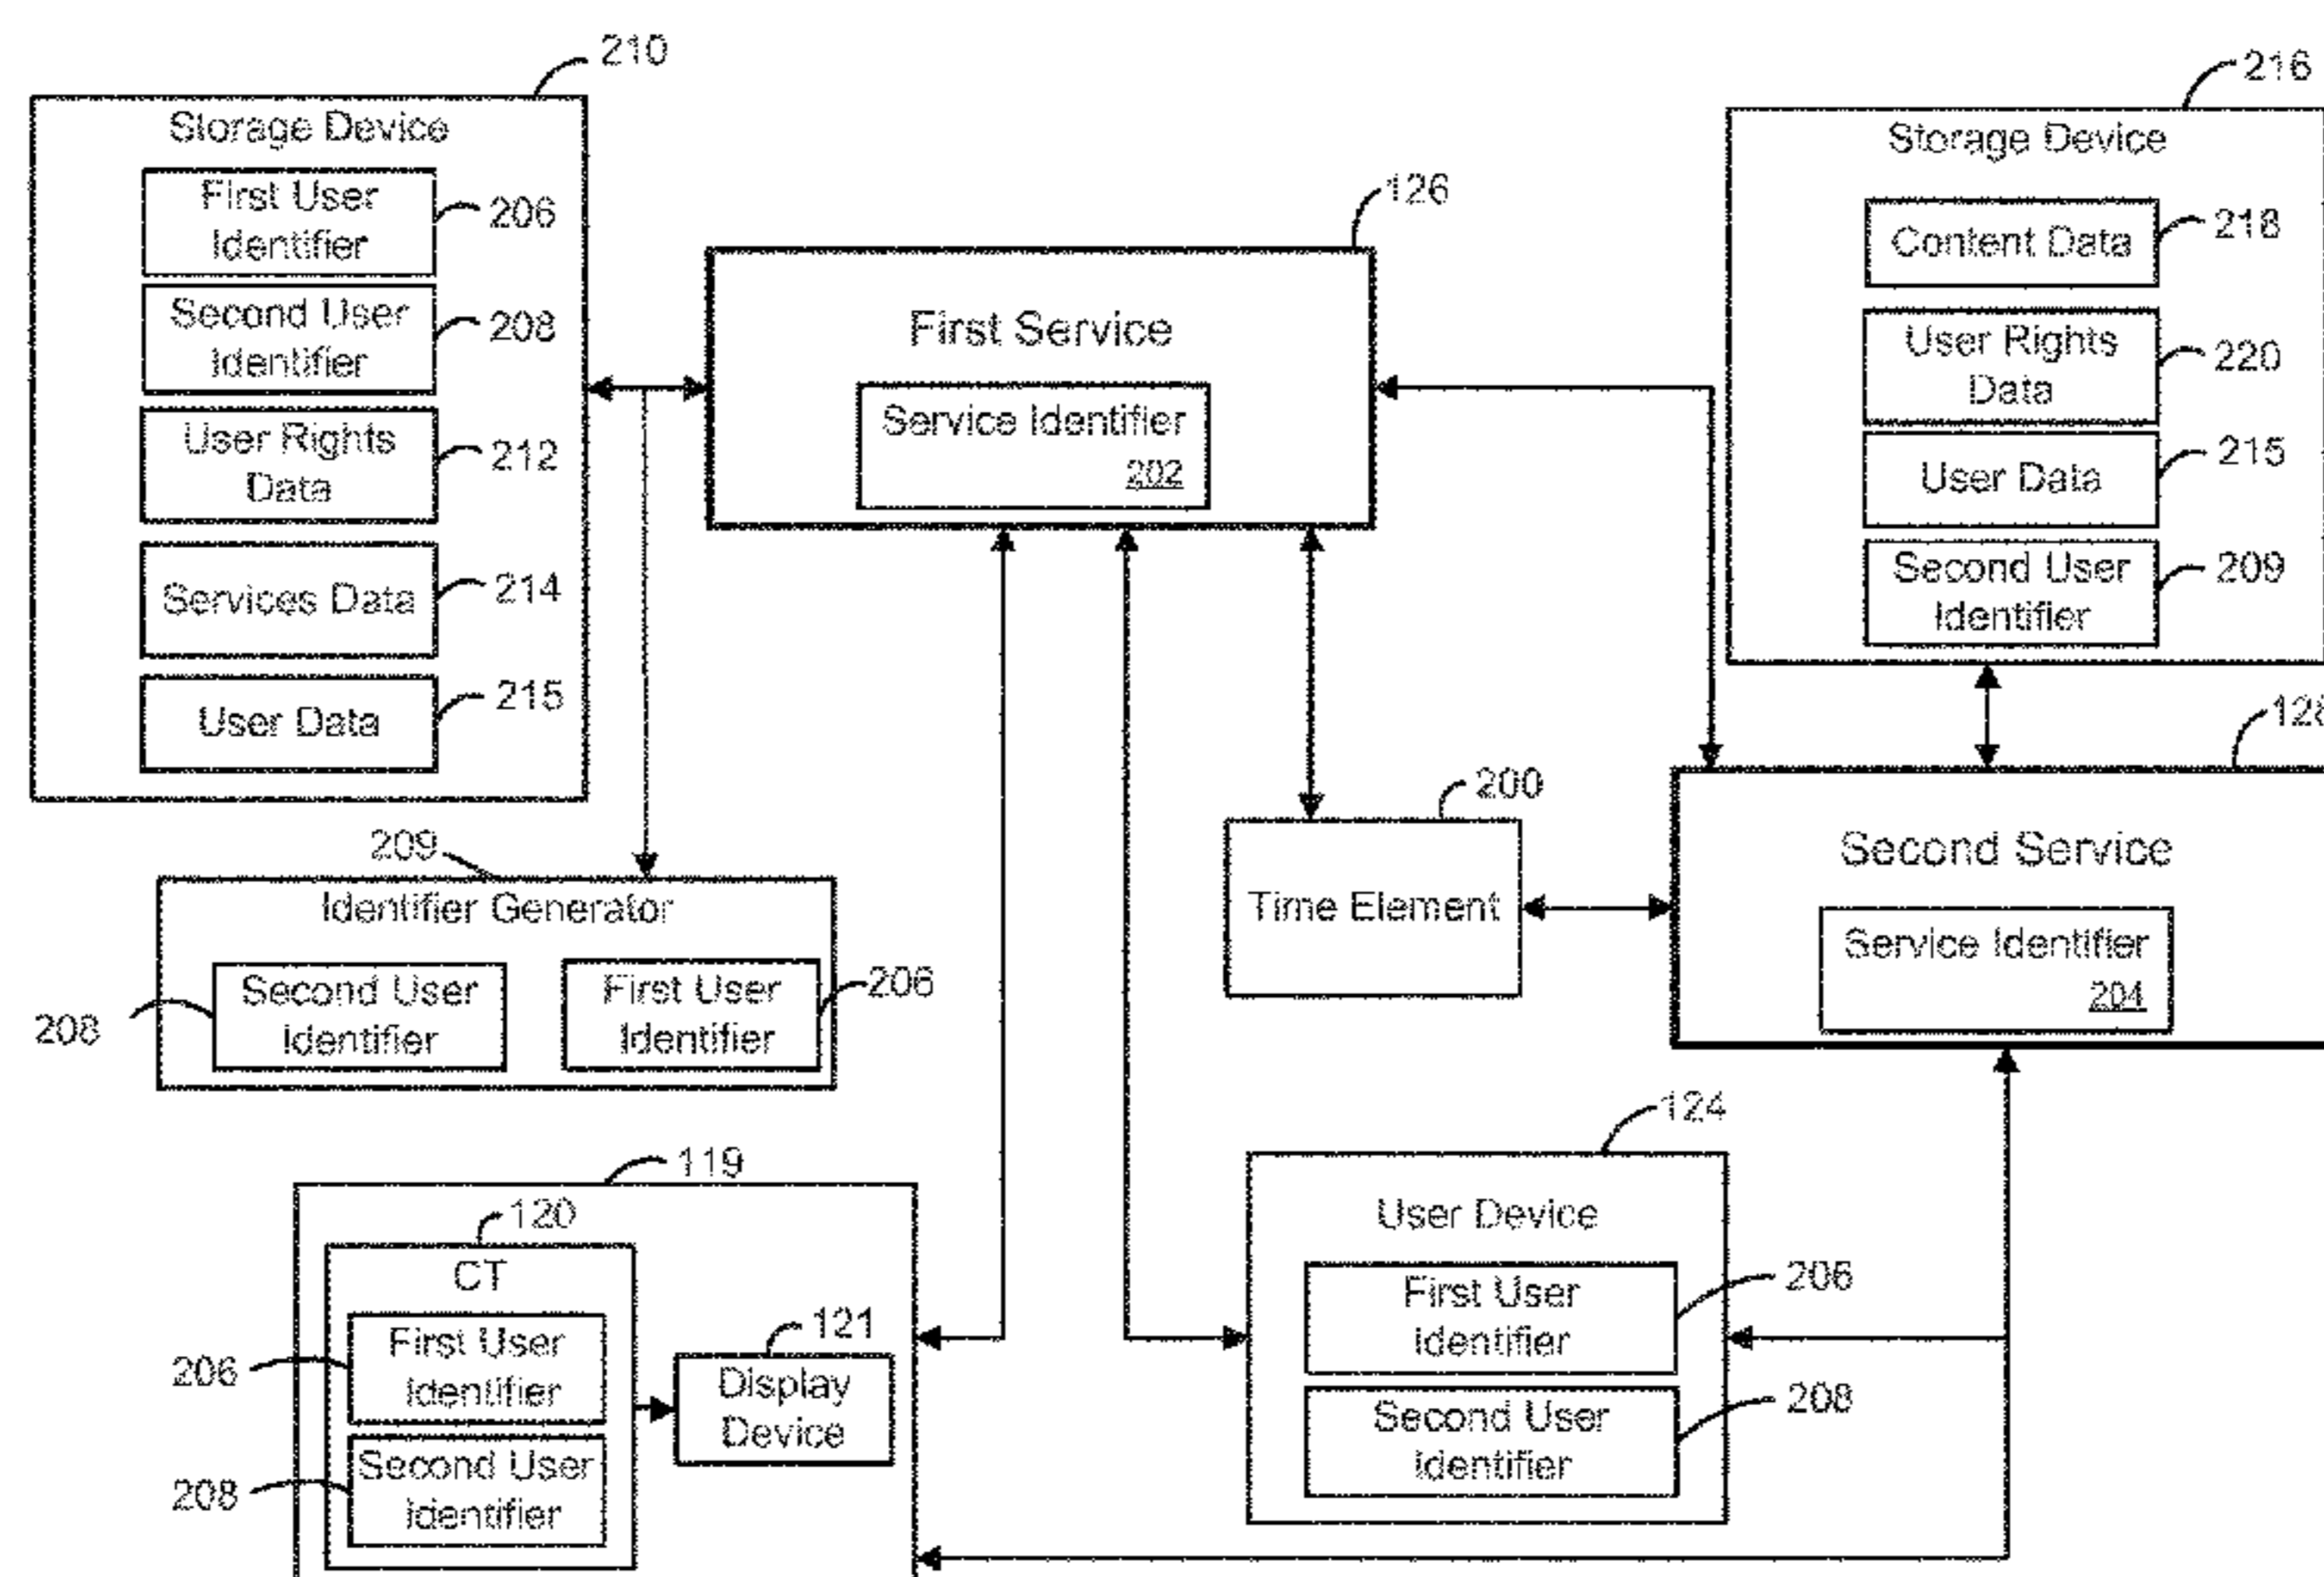 210
Storage Device
First User
Identifier
206
Second User
Identifier
208
User Rights
Data
212
Services Data
214
User Data
215
126
First Service
Service Identifier
202
216
Storage Device
Content Data
218
User Rights
Data
220
User Data
215
Second User
Identifier
209
128
Second Service
Service Identifier
204
200
Time Element
209
Identifier Generator
Second User
Identifier
208
First User
Identifier
206
119
120
CT
First User
Identifier
206
Second User
Identifier
208
121
Display
Device
124
User Device
First User
Identifier
206
Second User
Identifier
208